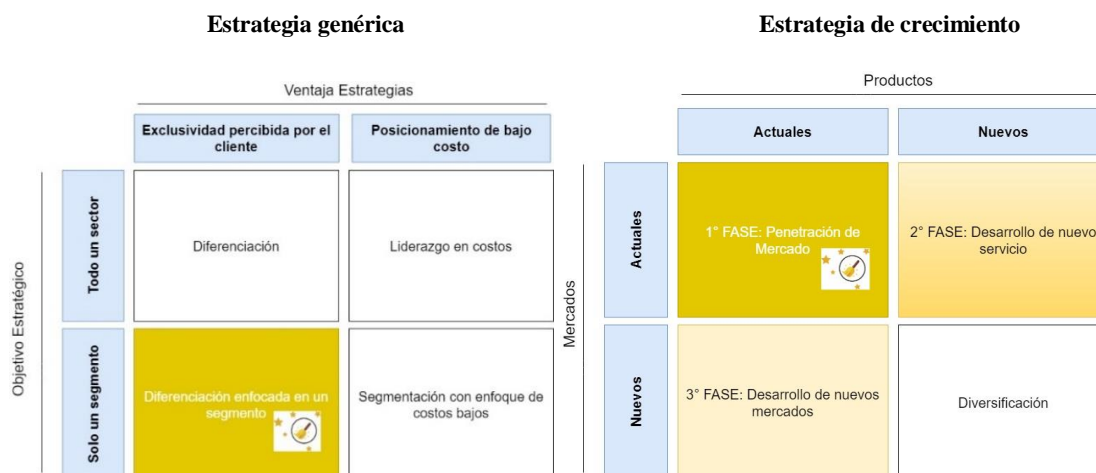 Estrategia genérica
Ventaja Estrategias
Exclusividad percibida por el
cliente
Posicionamiento de bajo
costo
Objetivo Estratégico
Todo un sector
Diferenciación
Liderazgo en costos
Solo un segmento
Diferenciación enfocada en un
segmento
Segmentación con enfoque de
costos bajos
Estrategia de crecimiento
Productos
Actuales
Nuevos
Mercados
Actuales
1° FASE: Penetración de
Mercado
2° FASE: Desarrollo de nuevo
servicio
Nuevos
3° FASE: Desarrollo de nuevos
mercados
Diversificación